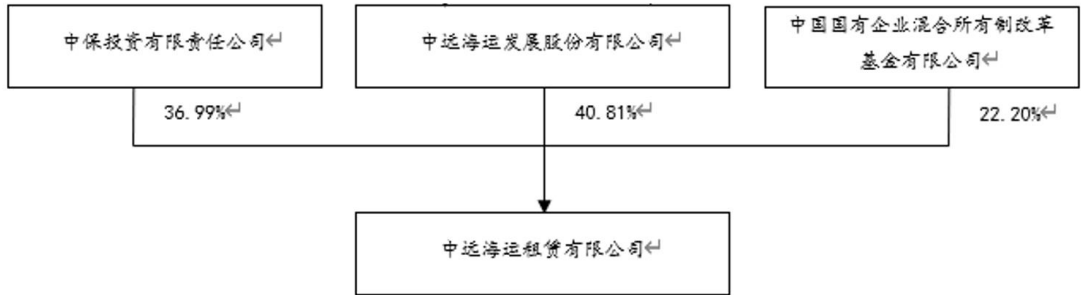 中保投资有限责任公司
中远海运发展股份有限公司
中国国有企业混合所有制改革
基金有限公司
36.99%
40.81%
22.20%
中远海运租赁有限公司